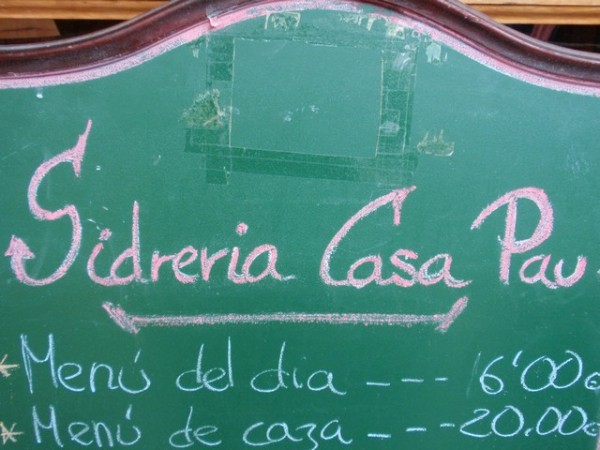 Sidreria Casa Pau
* Menú del dia --- 6'00€
* Menú de caza --- 20.00€